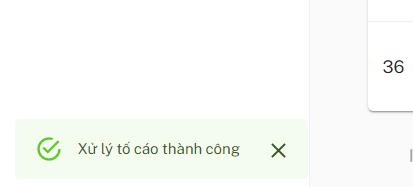 36
Xử lý tố cáo thành công